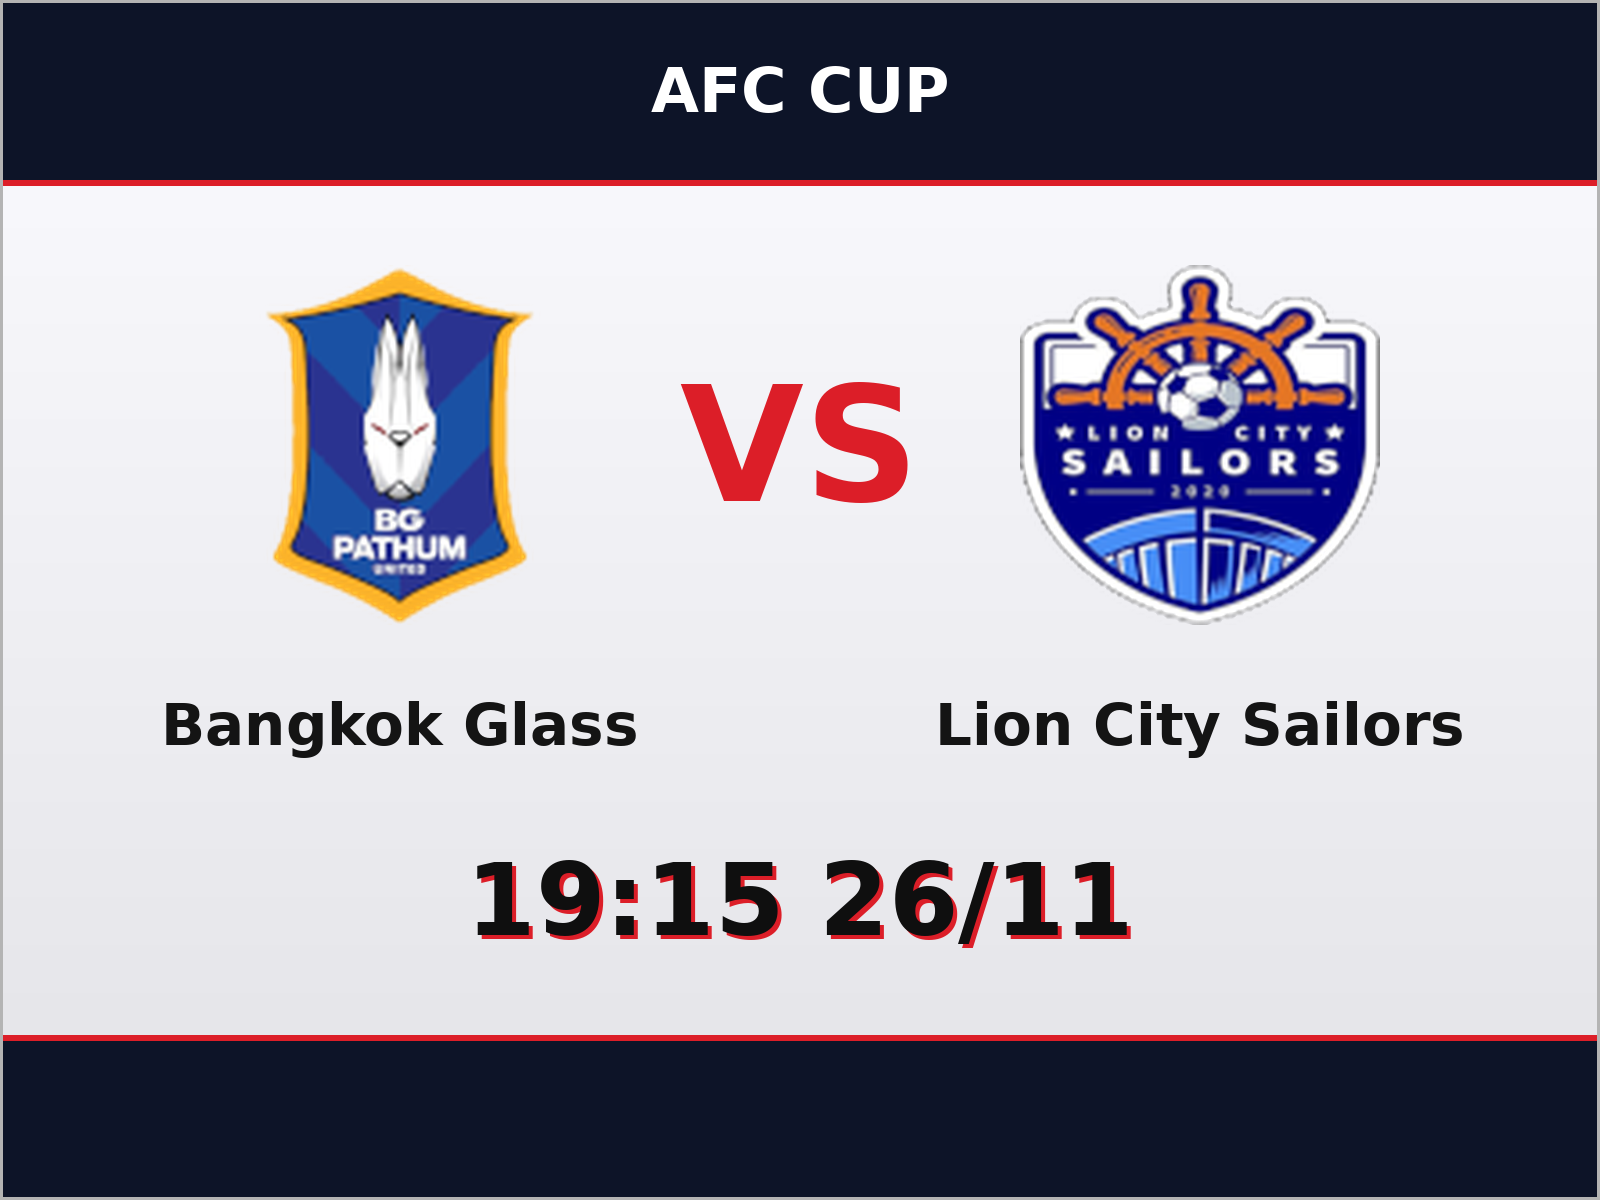 AFC CUP
VS
BG
PATHUM
UNITED
LION CITY
SAILORS
2020
Bangkok Glass
Lion City Sailors
19:15 26/11